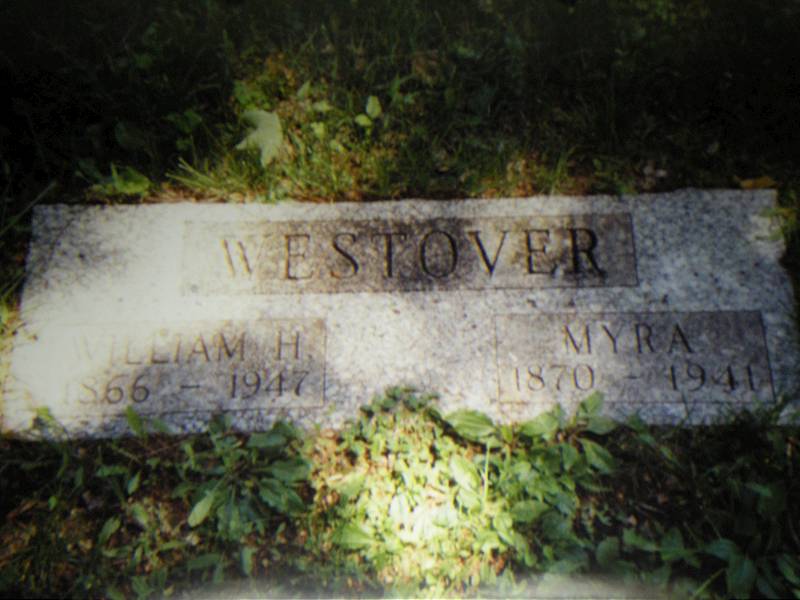 WESTOVER
WILLIAM H.
1866 - 1947
MYRA
1870 - 1941